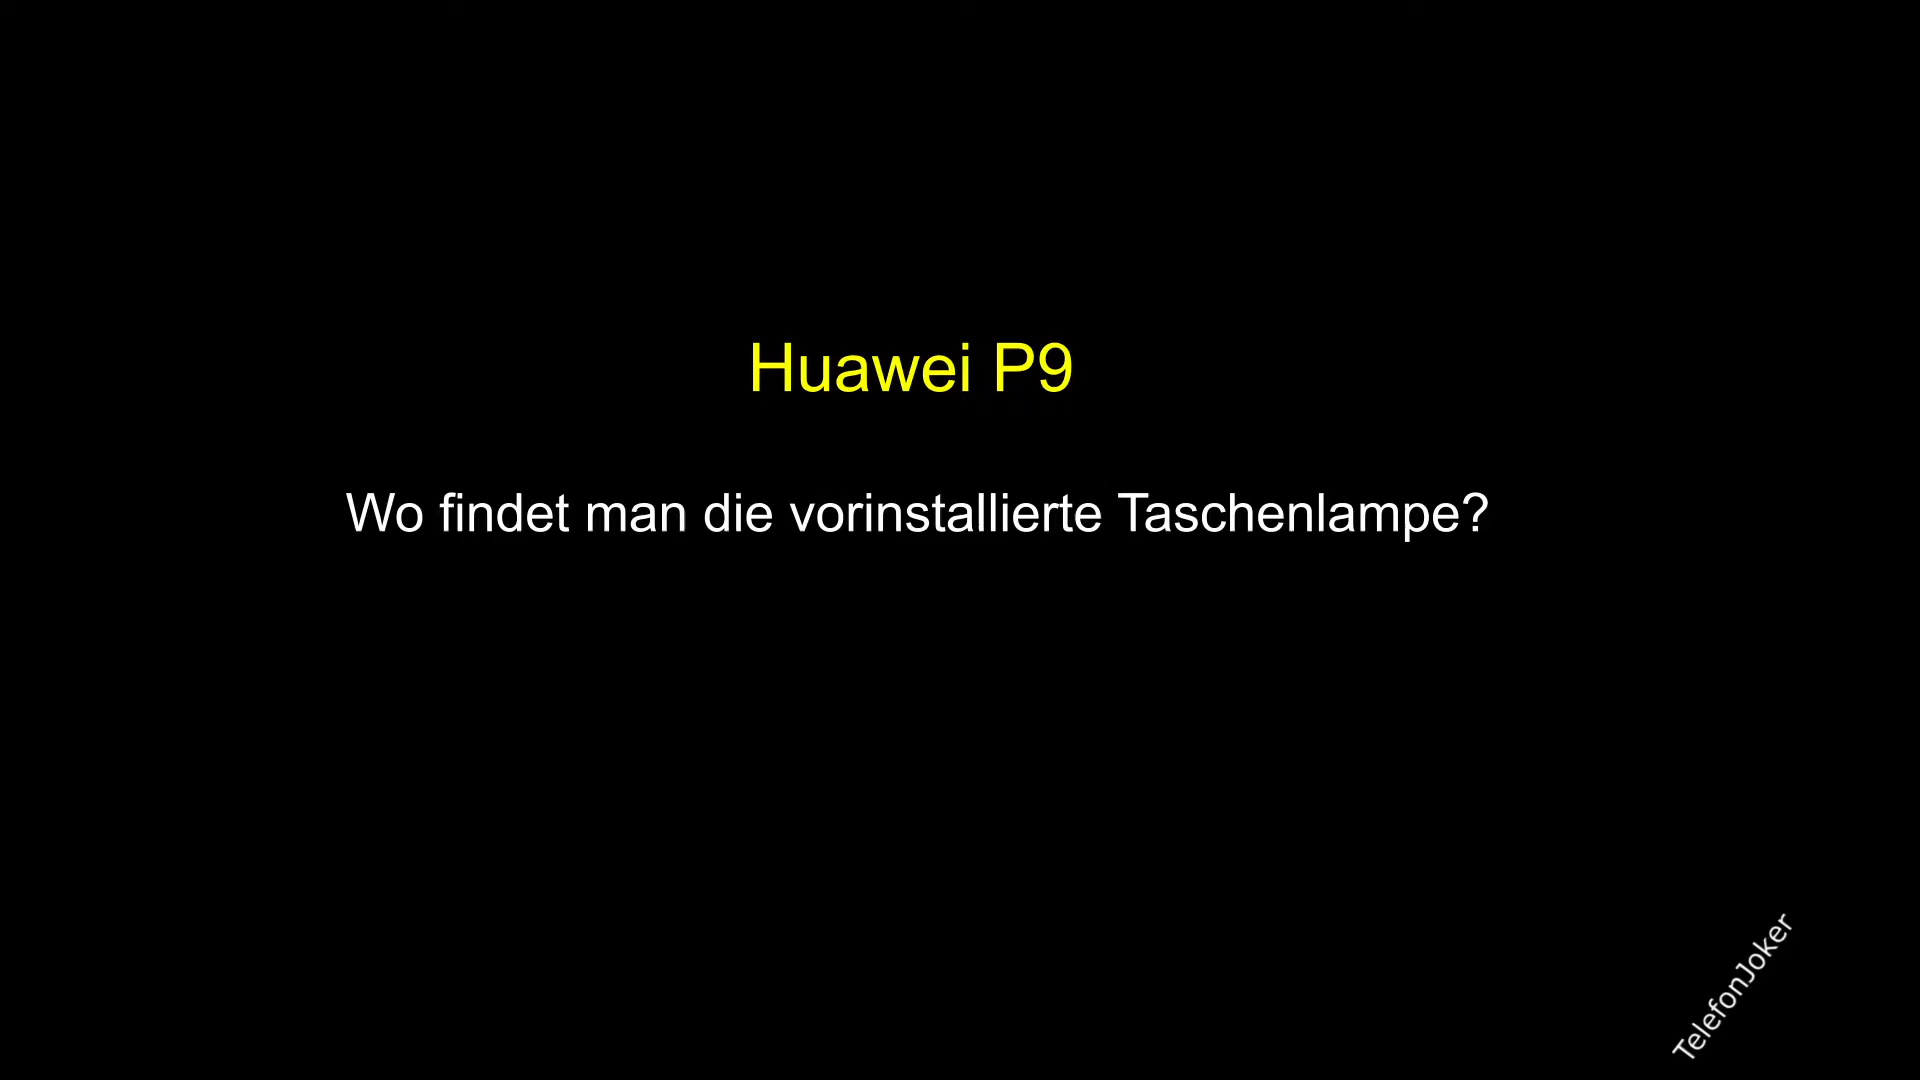 Huawei P9
Wo findet man die vorinstallierte Taschenlampe?
TelefonJoker